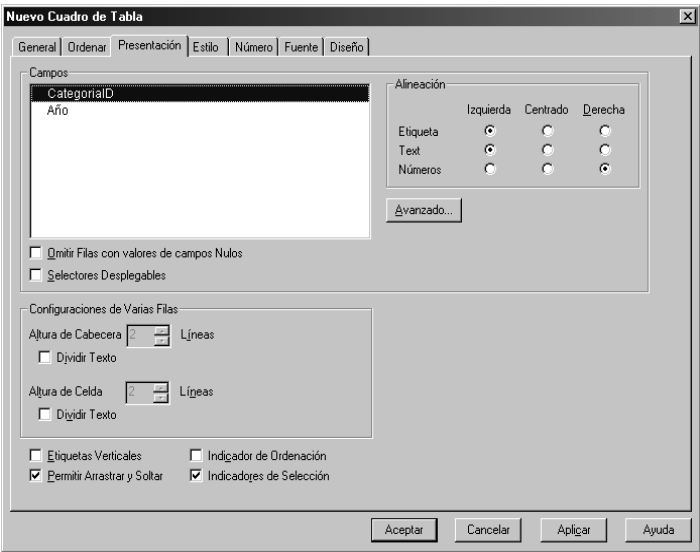 Nuevo Cuadro de Tabla
General Ordenar Presentación Estilo Número Fuente Diseño
Campos
CategoriaID
Año
Alineación
Izquierda Centrado Derecha
Etiqueta
Text
Números
Avanzado...
Omitir Filas con valores de campos Nulos
Selectores Desplegables
Configuraciones de Varias Filas
Altura de Cabecera 2 Líneas
Dividir Texto
Altura de Celda 2 Líneas
Dividir Texto
Etiquetas Verticales Indicador de Ordenación
Permitir Arrastrar y Soltar Indicadores de Selección
Aceptar Cancelar Aplicar Ayuda